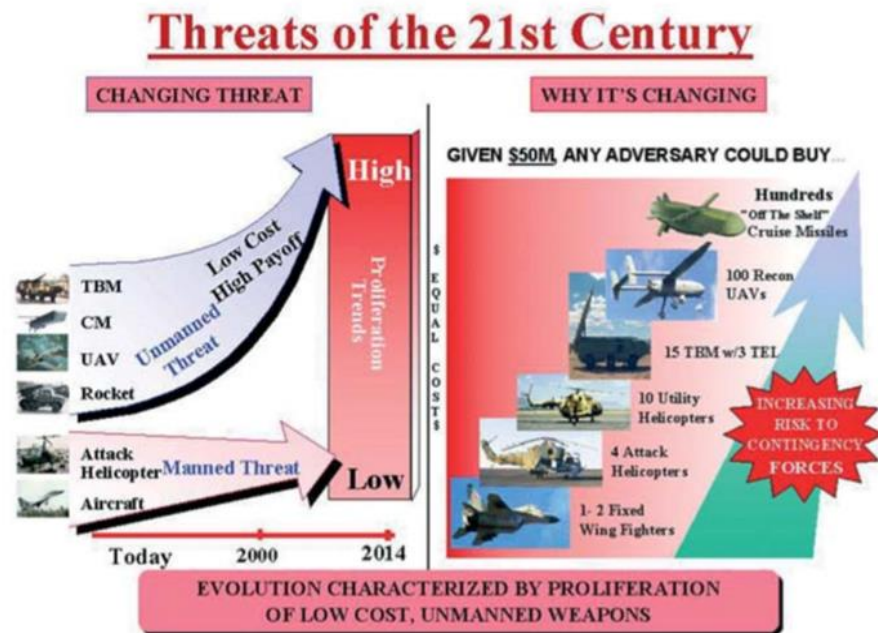 Threats of the 21st Century
CHANGING THREAT
High
Low Cost
High Payoff
Unmanned
Threat
Proliferation
Trends
TBM
CM
UAV
Rocket
Attack
Helicopter
Manned Threat
Aircraft
Low
Today
2000
2014
$ EQUAL COST$
WHY IT'S CHANGING
GIVEN $50M, ANY ADVERSARY COULD BUY...
Hundreds
"Off The Shelf"
Cruise Missiles
100 Recon
UAVs
15 TBM w/3 TEL
10 Utility
Helicopters
4 Attack
Helicopters
1- 2 Fixed
Wing Fighters
INCREASING
RISK TO
CONTINGENCY
FORCES
EVOLUTION CHARACTERIZED BY PROLIFERATION
OF LOW COST, UNMANNED WEAPONS